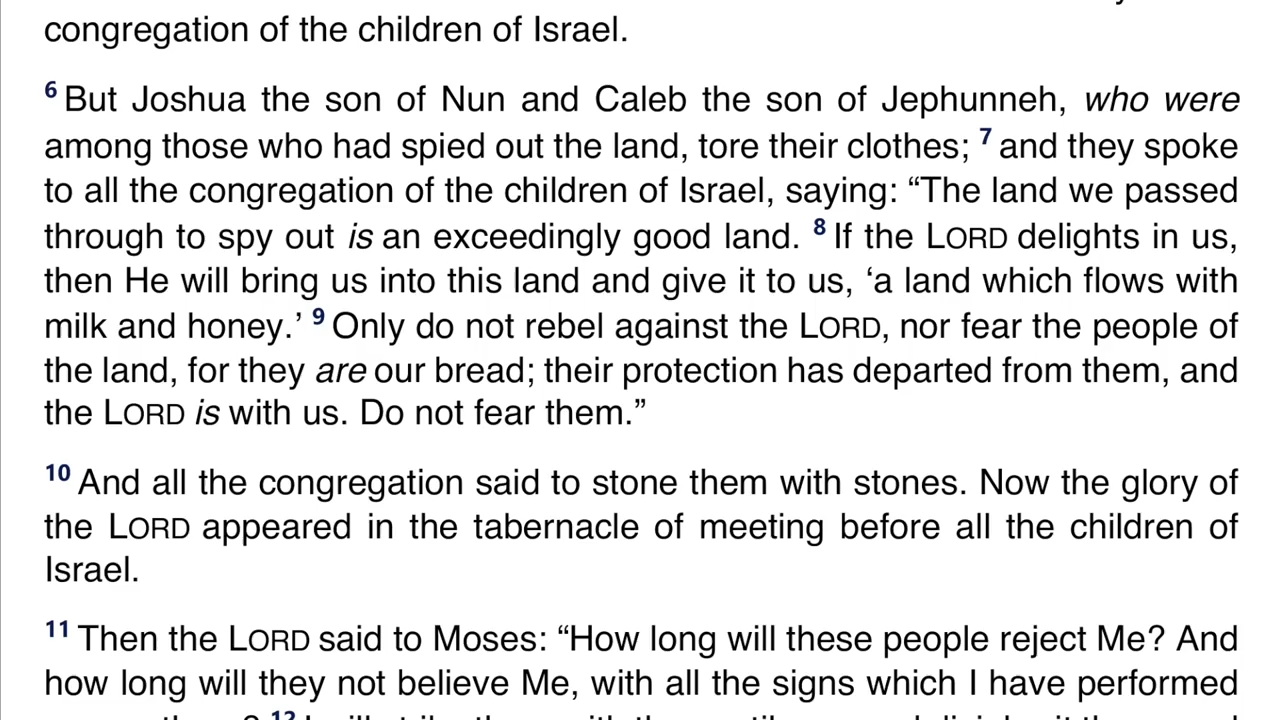 congregation of the children of Israel.
6 But Joshua the son of Nun and Caleb the son of Jephunneh, who were
among those who had spied out the land, tore their clothes; 7 and they spoke
to all the congregation of the children of Israel, saying: “The land we passed
through to spy out is an exceedingly good land. 8 If the LORD delights in us,
then He will bring us into this land and give it to us, ‘a land which flows with
milk and honey.’ 9 Only do not rebel against the LORD, nor fear the people of
the land, for they are our bread; their protection has departed from them, and
the LORD is with us. Do not fear them.”
10 And all the congregation said to stone them with stones. Now the glory of
the LORD appeared in the tabernacle of meeting before all the children of
Israel.
11 Then the LORD said to Moses: “How long will these people reject Me? And
how long will they not believe Me, with all the signs which I have performed